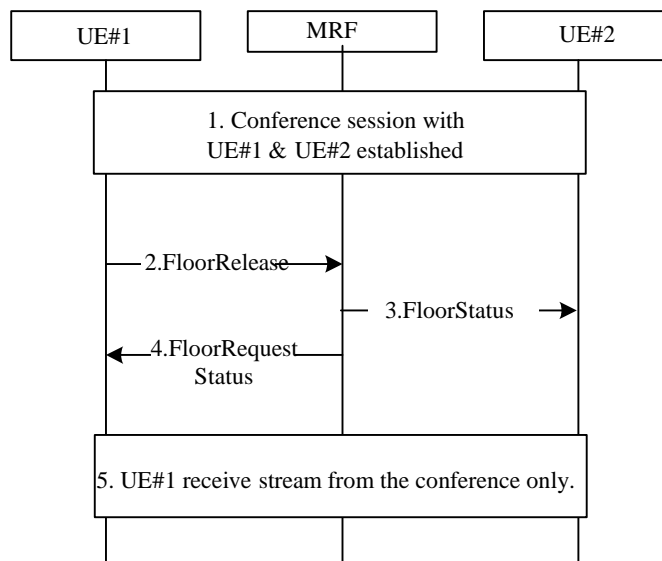 UE#1
MRF
UE#2
1. Conference session with
UE#1 & UE#2 established
2.FloorRelease
3.FloorStatus
4.FloorRequest
Status
5. UE#1 receive stream from the conference only.